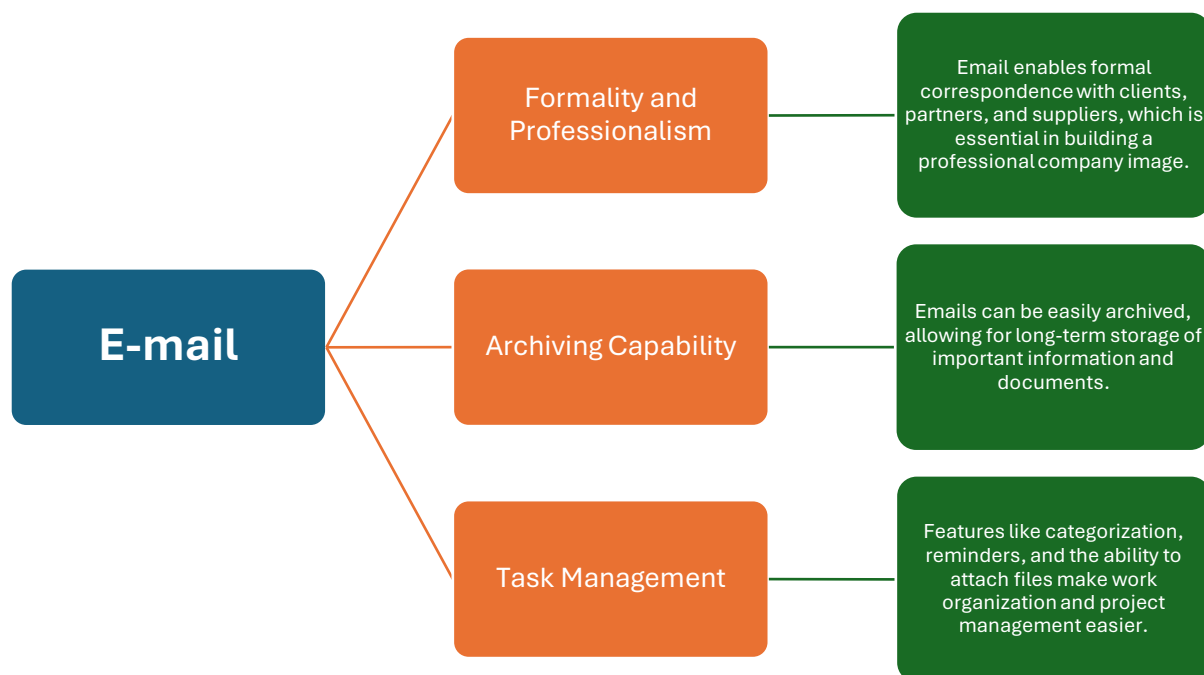 E-mail
Formality and
Professionalism
Email enables formal
correspondence with clients,
partners, and suppliers, which is
essential in building a
professional company image.
Archiving Capability
Emails can be easily archived,
allowing for long-term storage of
important information and
documents.
Task Management
Features like categorization,
reminders, and the ability to
attach files make work
organization and project
management easier.